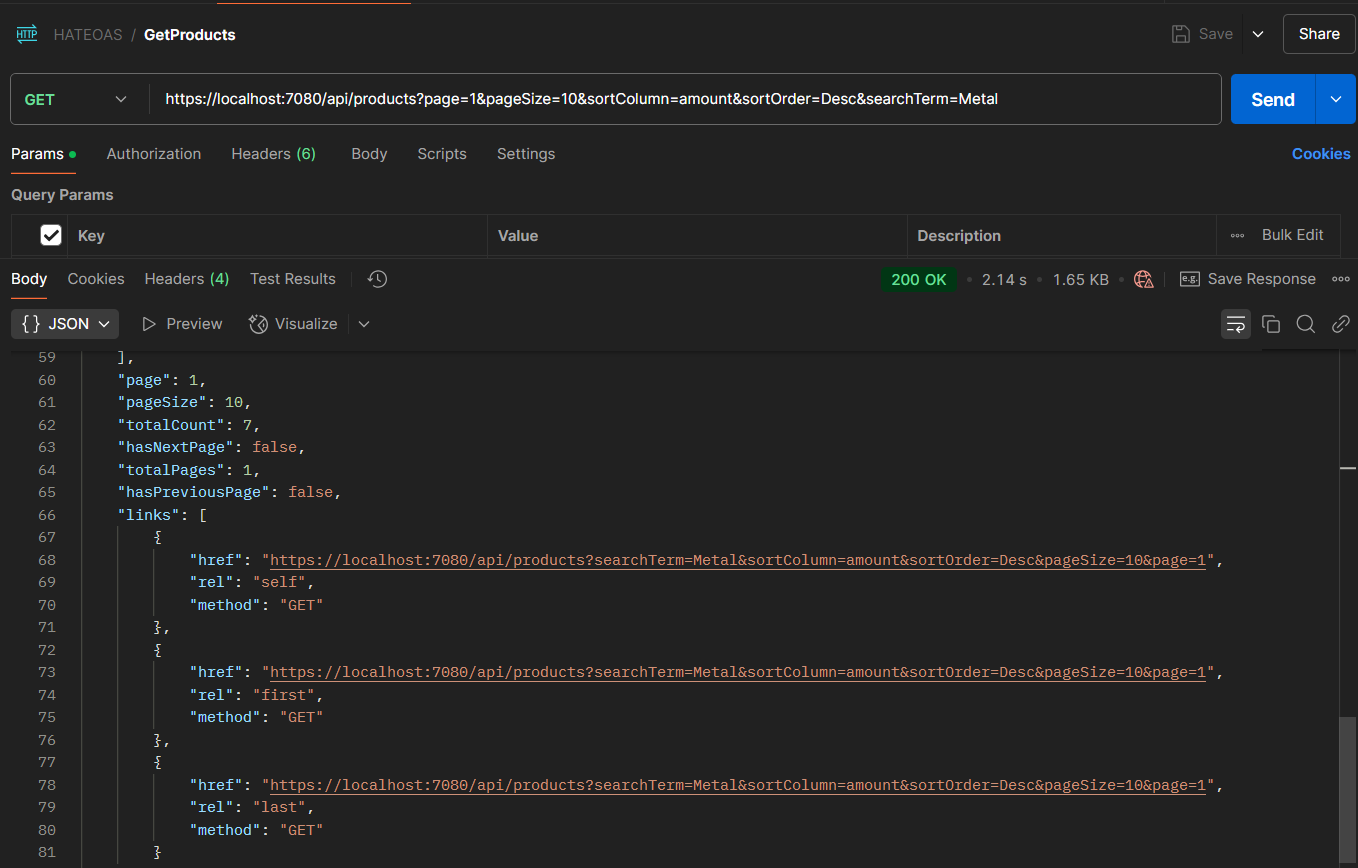 HTTP HATEOAS / GetProducts Save Share
GET https://localhost:7080/api/products?page=1&pageSize=10&sortColumn=amount&sortOrder=Desc&searchTerm=Metal Send
Params Authorization Headers (6) Body Scripts Settings Cookies
Query Params
Key Value Description Bulk Edit
Body Cookies Headers (4) Test Results 200 OK 2.14 s 1.65 KB e.g. Save Response
{} JSON Preview Visualize
59 ],
60 "page": 1,
61 "pageSize": 10,
62 "totalCount": 7,
63 "hasNextPage": false,
64 "totalPages": 1,
65 "hasPreviousPage": false,
66 "links": [
67 {
68 "href": "https://localhost:7080/api/products?searchTerm=Metal&sortColumn=amount&sortOrder=Desc&pageSize=10&page=1",
69 "rel": "self",
70 "method": "GET"
71 },
72 {
73 "href": "https://localhost:7080/api/products?searchTerm=Metal&sortColumn=amount&sortOrder=Desc&pageSize=10&page=1",
74 "rel": "first",
75 "method": "GET"
76 },
77 {
78 "href": "https://localhost:7080/api/products?searchTerm=Metal&sortColumn=amount&sortOrder=Desc&pageSize=10&page=1",
79 "rel": "last",
80 "method": "GET"
81 }